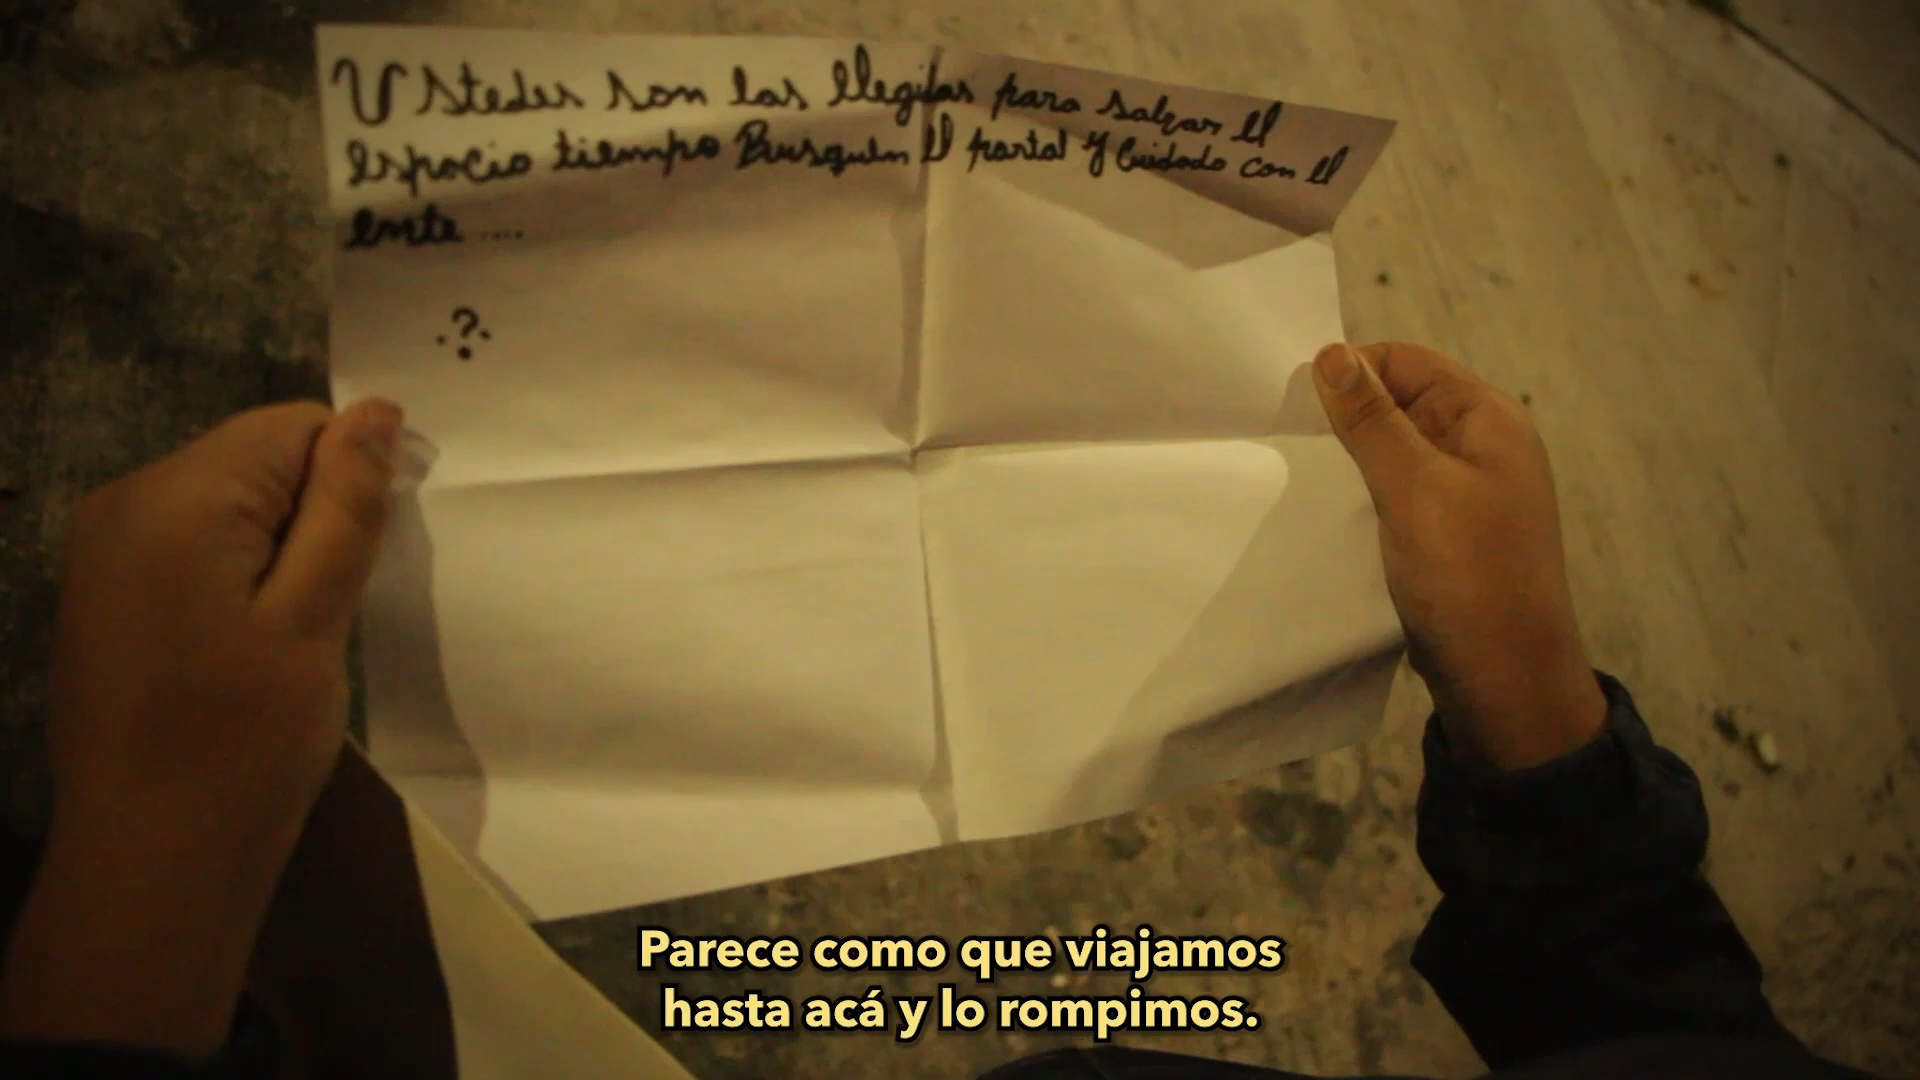 Ustedes son los Elegidos para salvar El
Espacio tiempo Busquen El portal Y Cuidado con El
ente ....
?
Parece como que viajamos
hasta acá y lo rompimos.